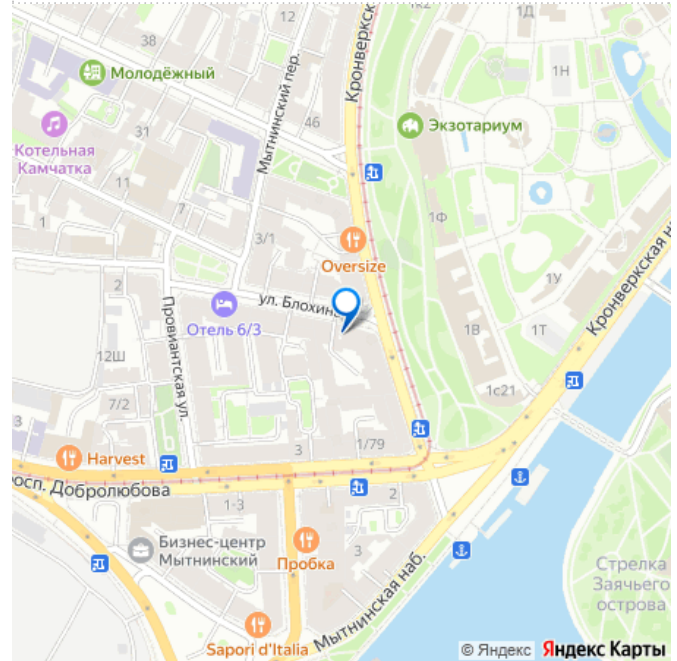 1к2
1Д
38
Молодёжный
Мытнинский пер.
Кронверкск
1Н
46
Экзотариум
31
Котельная
Камчатка
11
7
1
3/1
1Ф
Oversize
2
ул. Блохина
1У
Кронверкская на
Отель 6/3
Провиантская ул.
1В
1Т
12Ш
1с21
7/2
3
Harvest
3
1/79
росп. Добролюбова
1-3
2
Бизнес-центр
Мытнинский
Пробка
3
Мытнинская наб.
Стрелка
Заячьего
острова
Sapori d'Italia
© Яндекс Яндекс Карты